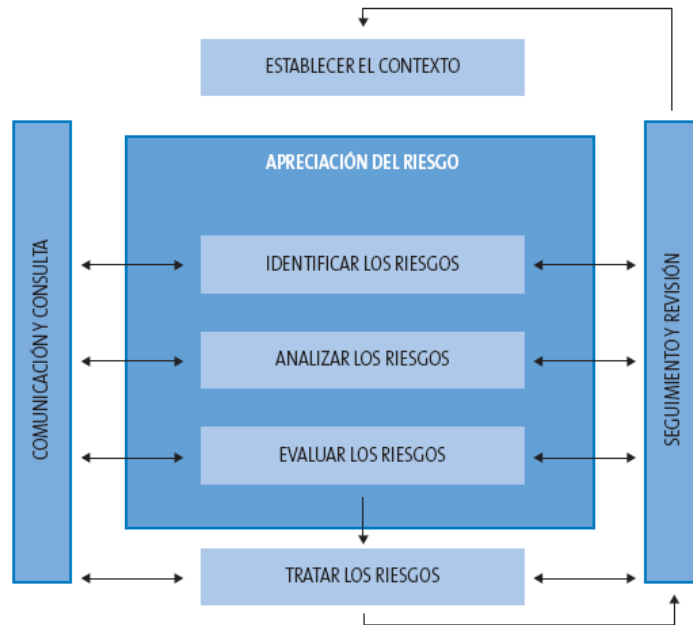 ESTABLECER EL CONTEXTO
APRECIACIÓN DEL RIESGO
COMUNICACIÓN Y CONSULTA
IDENTIFICAR LOS RIESGOS
ANALIZAR LOS RIESGOS
EVALUAR LOS RIESGOS
SEGUIMIENTO Y REVISIÓN
TRATAR LOS RIESGOS